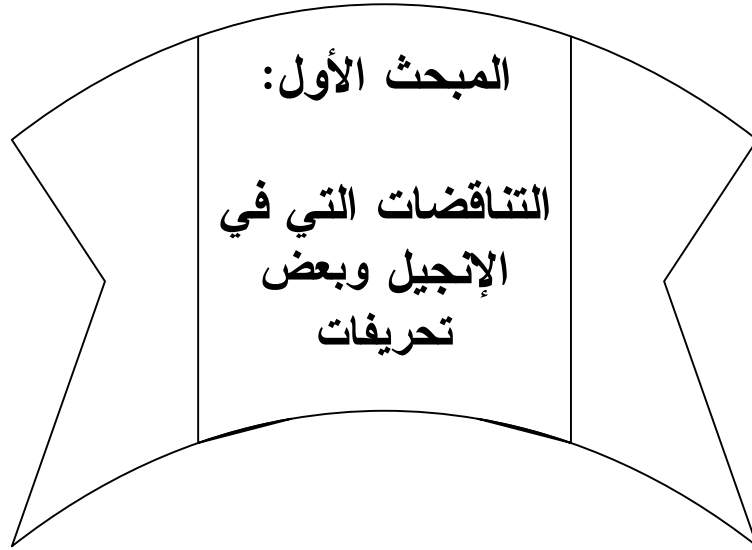 المبحث الأول:
التناقضات التي في
الإنجيل وبعض
تحريفات